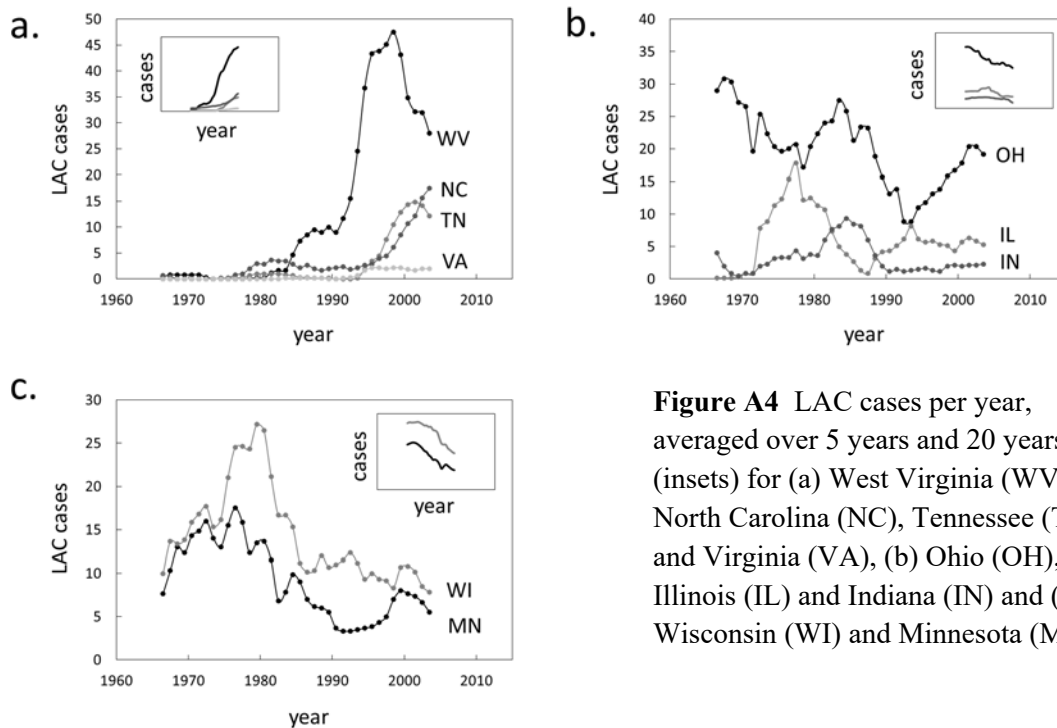 a.
50
45
40
35
30
25
20
15
10
5
0
LAC cases
cases
year
WV
NC
TN
VA
1960 1970 1980 1990 2000 2010
year
b.
40
35
30
25
20
15
10
5
0
LAC cases
cases
year
OH
IL
IN
1960 1970 1980 1990 2000 2010
year
c.
30
25
20
15
10
5
0
LAC cases
cases
year
WI
MN
1960 1970 1980 1990 2000 2010
year
Figure A4 LAC cases per year,
averaged over 5 years and 20 years
(insets) for (a) West Virginia (WV
North Carolina (NC), Tennessee (T
and Virginia (VA), (b) Ohio (OH),
Illinois (IL) and Indiana (IN) and (
Wisconsin (WI) and Minnesota (M